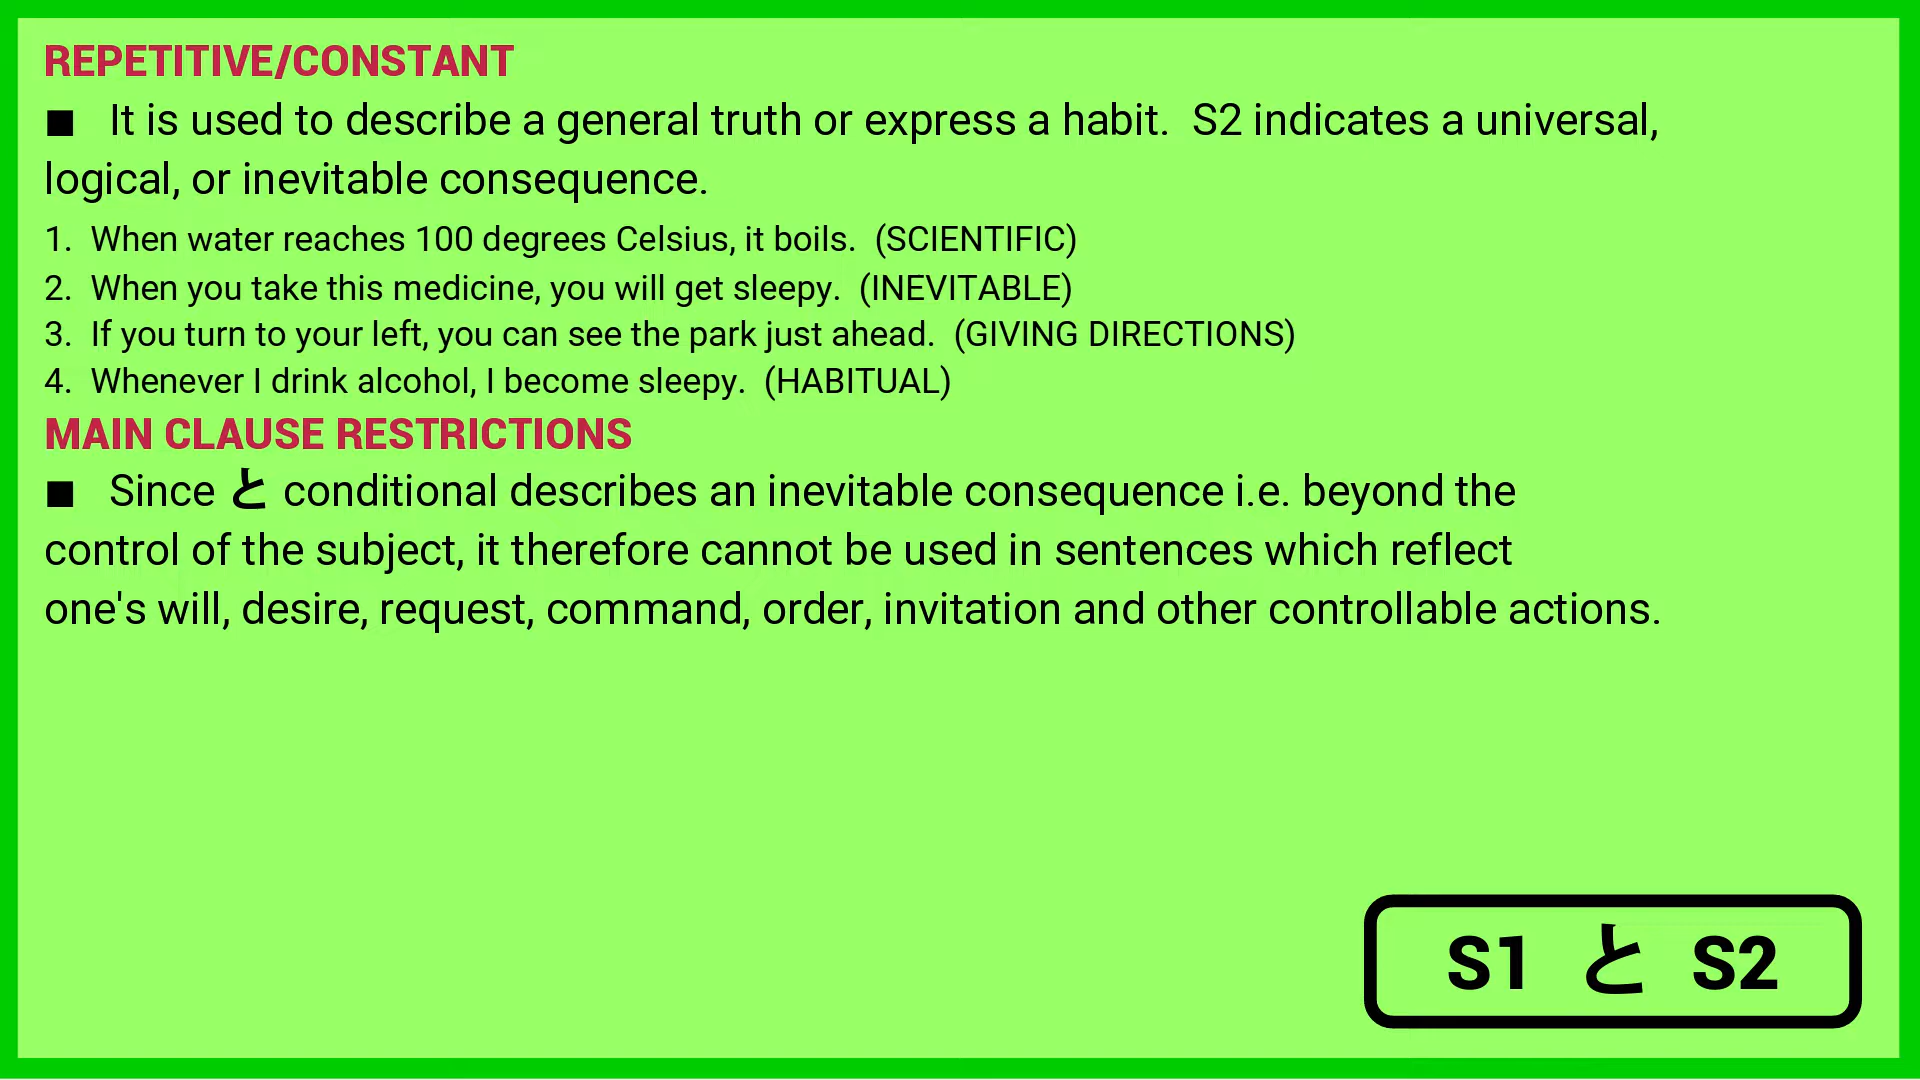 REPETITIVE/CONSTANT
■ It is used to describe a general truth or express a habit. S2 indicates a universal,
logical, or inevitable consequence.
1. When water reaches 100 degrees Celsius, it boils. (SCIENTIFIC)
2. When you take this medicine, you will get sleepy. (INEVITABLE)
3. If you turn to your left, you can see the park just ahead. (GIVING DIRECTIONS)
4. Whenever I drink alcohol, I become sleepy. (HABITUAL)
MAIN CLAUSE RESTRICTIONS
■ Since と conditional describes an inevitable consequence i.e. beyond the
control of the subject, it therefore cannot be used in sentences which reflect
one's will, desire, request, command, order, invitation and other controllable actions.
S1 と S2